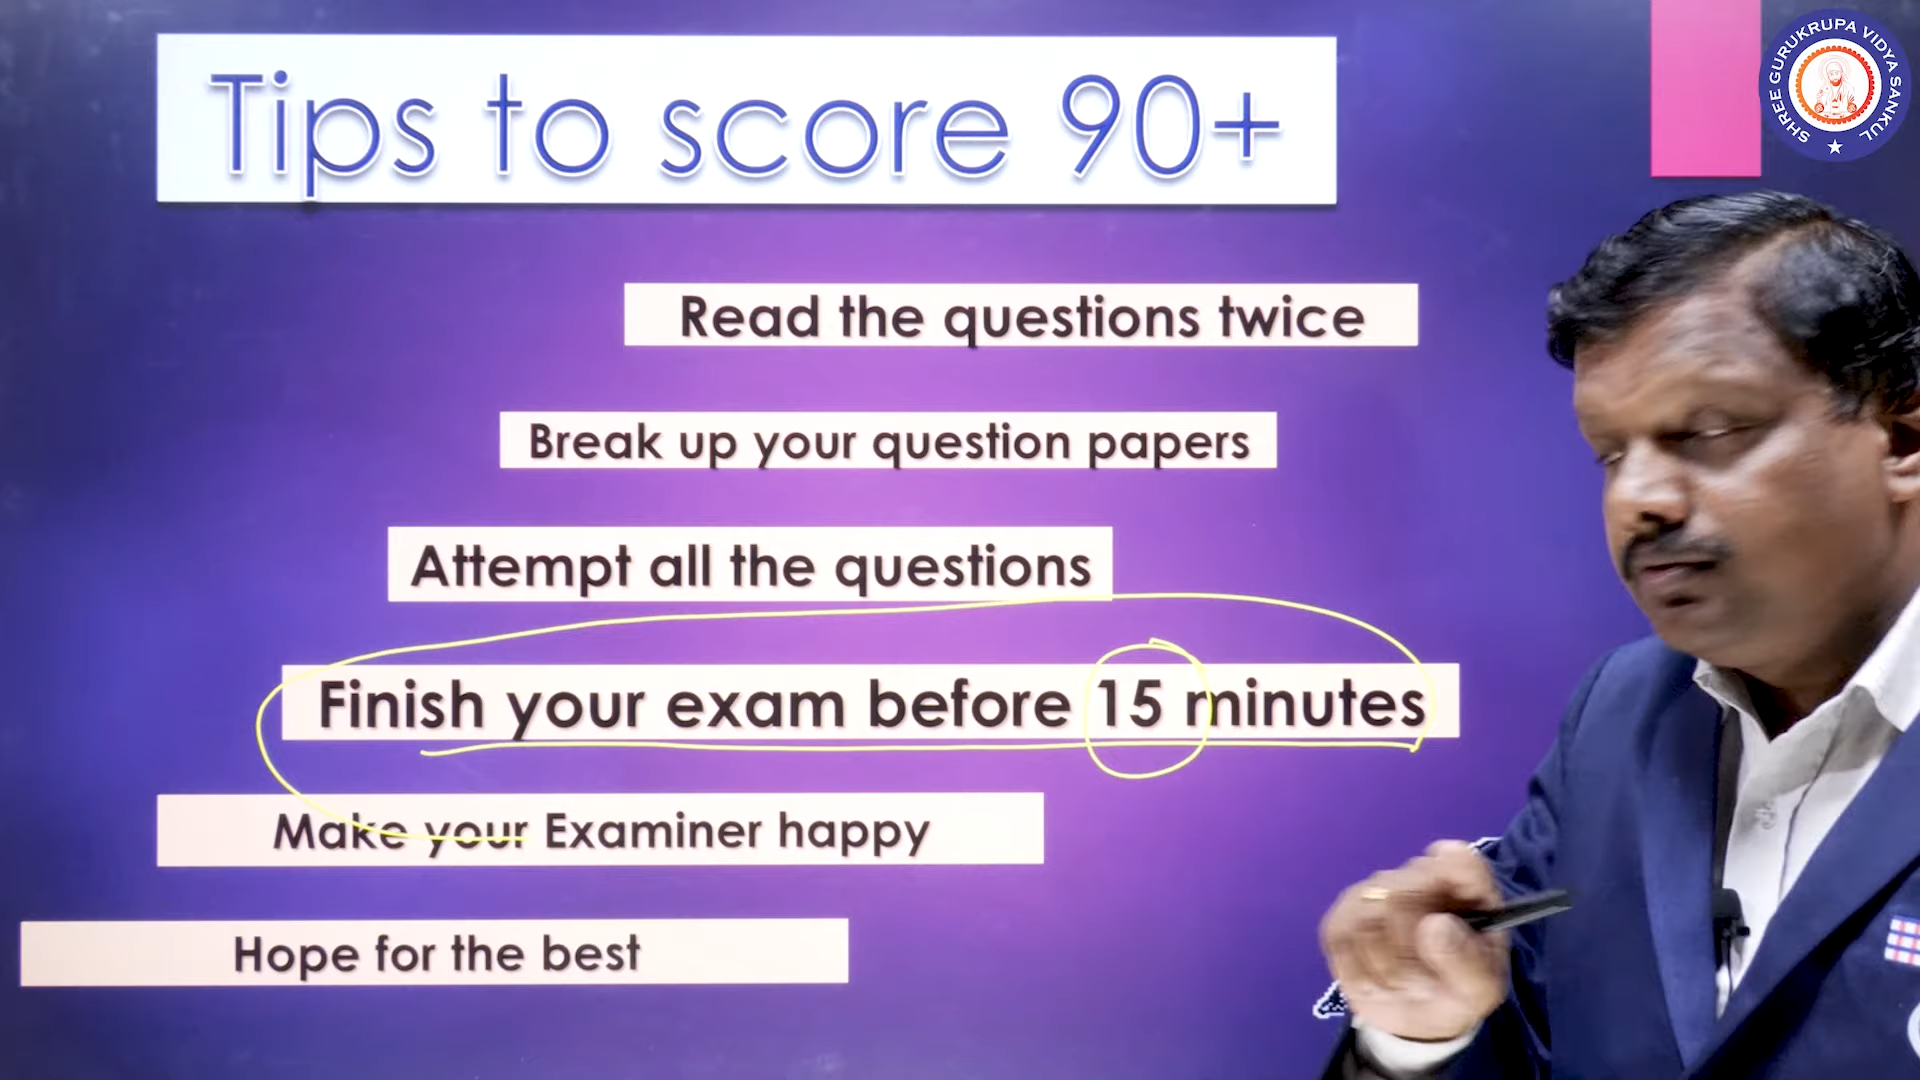 Tips to score 90+
SHREE GURUKRUPA VIDYA SANKUL
Read the questions twice
Break up your question papers
Attempt all the questions
Finish your exam before 15 minutes
Make your Examiner happy
Hope for the best